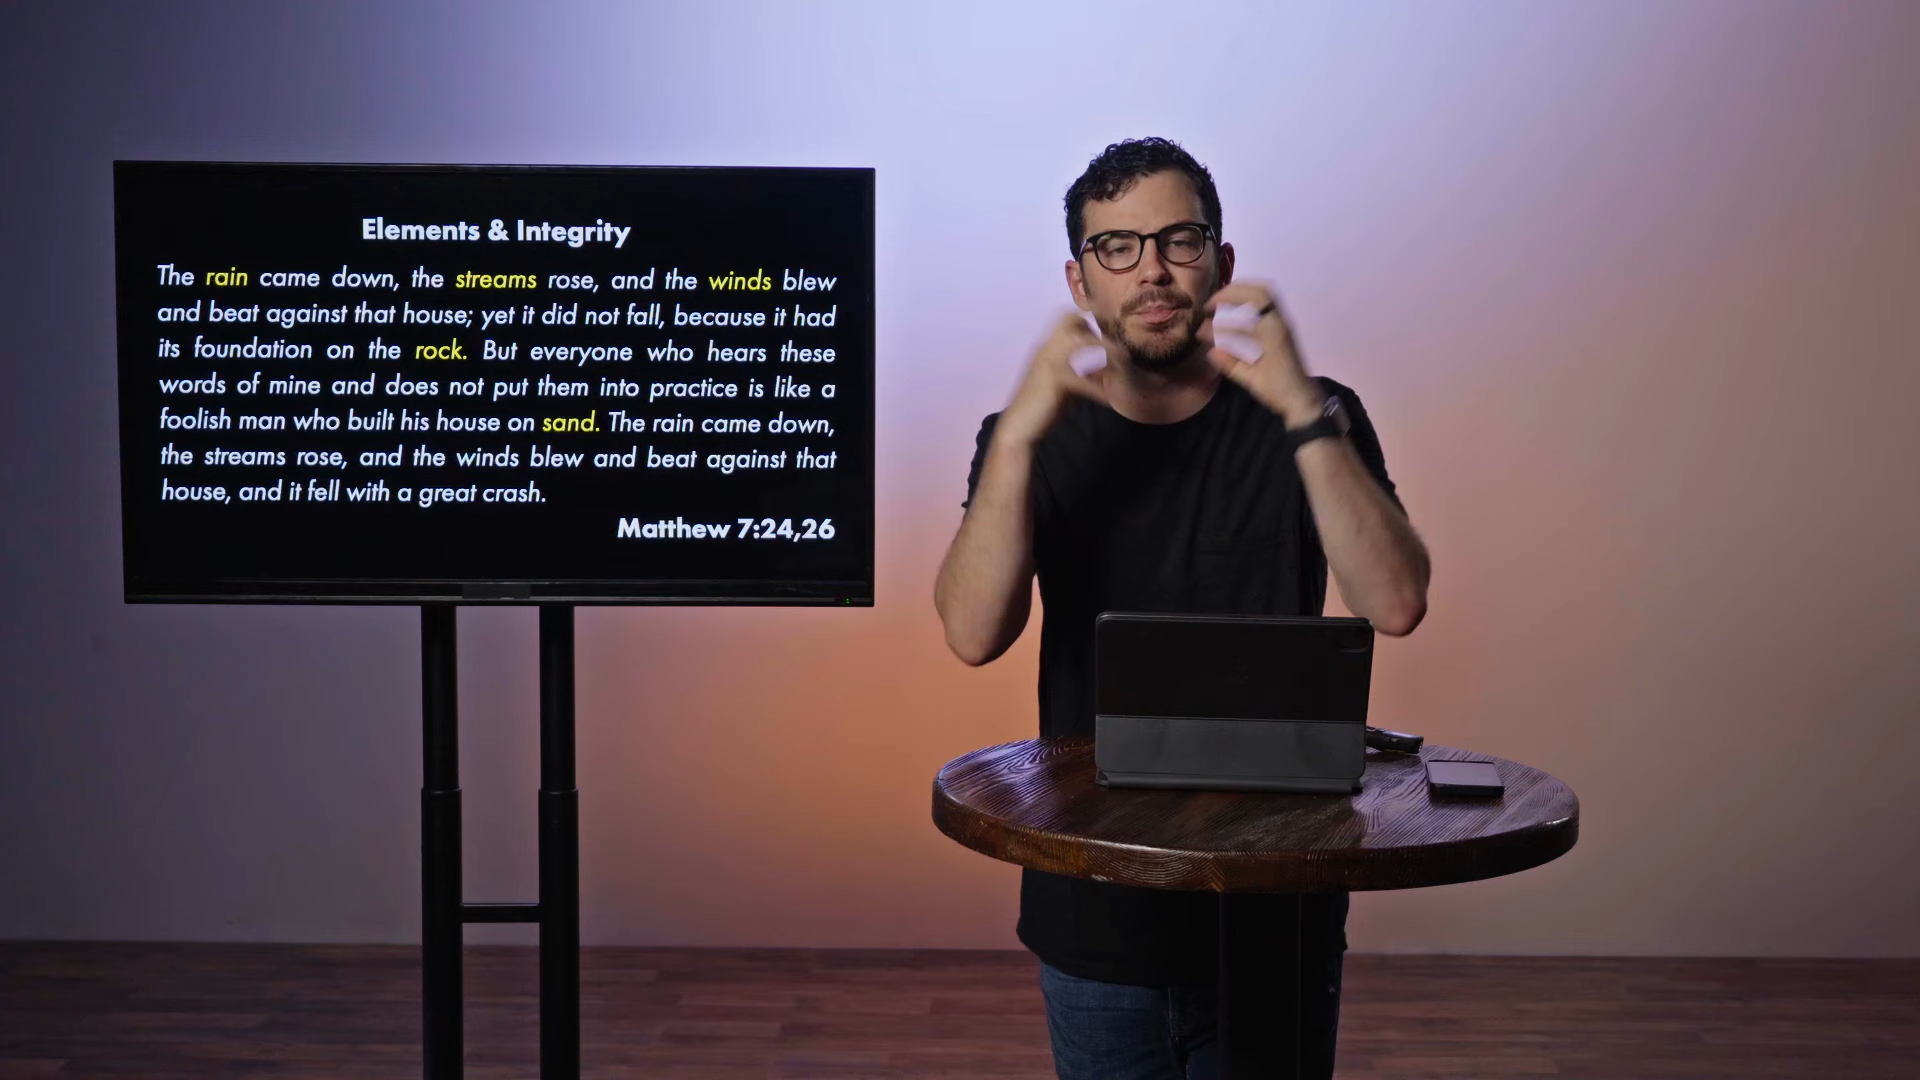 Elements & Integrity
The rain came down, the streams rose, and the winds blew
and beat against that house; yet it did not fall, because it had
its foundation on the rock. But everyone who hears these
words of mine and does not put them into practice is like a
foolish man who built his house on sand. The rain came down,
the streams rose, and the winds blew and beat against that
house, and it fell with a great crash.
Matthew 7:24,26